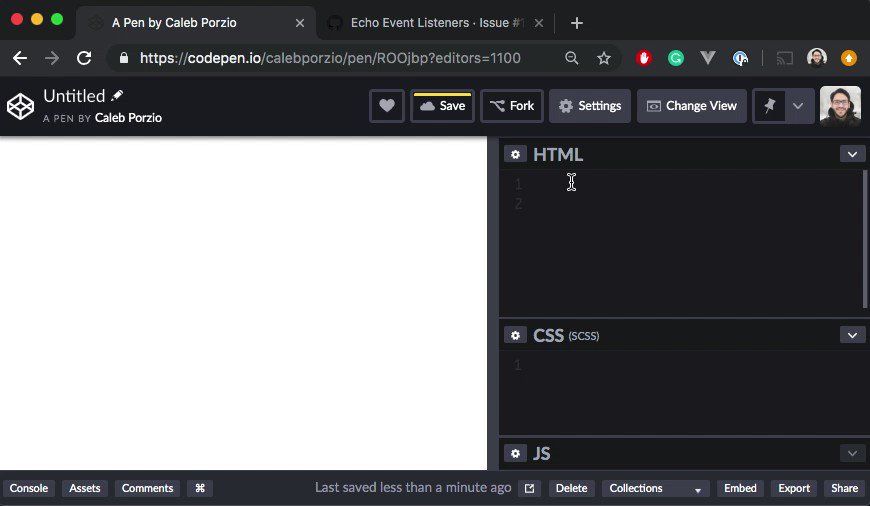 A Pen by Caleb Porzio
Echo Event Listeners · Issue #1
https://codepen.io/calebporzio/pen/ROOjbp?editors=1100
Untitled
A PEN BY Caleb Porzio
Save
Fork
Settings
Change View
HTML
1
2
CSS (SCSS)
1
JS
Console
Assets
Comments
⌘
Last saved less than a minute ago
Delete
Collections
Embed
Export
Share